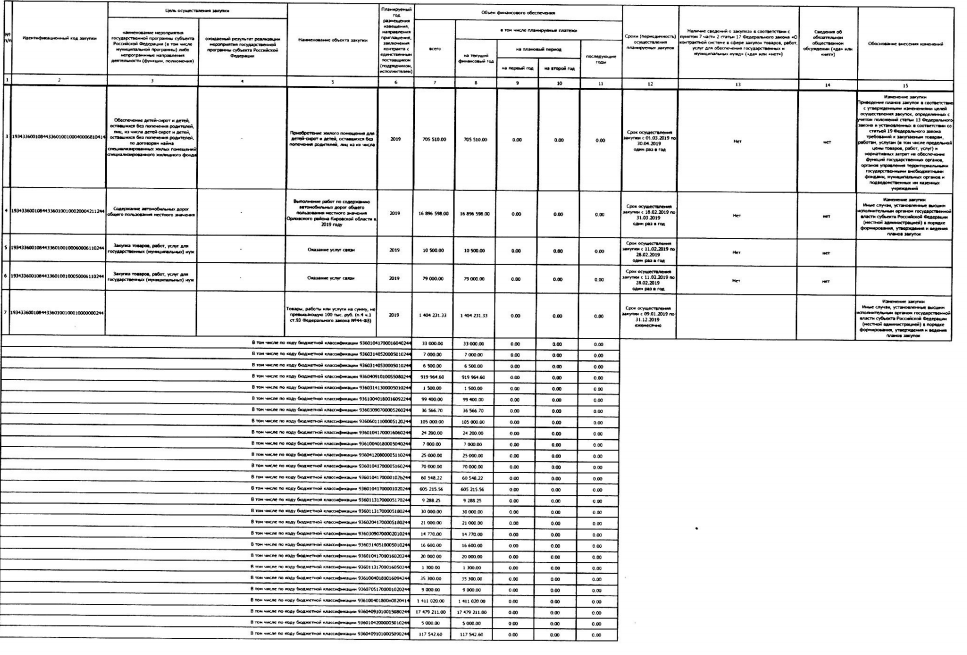 Цель осуществления закупки
Объем финансового обеспечения
№ п/п
Идентификационный код закупки
наименование мероприятия государственной программы субъекта Российской Федерации (в том числе муниципальной программы) либо непрограммные направления деятельности (функции, полномочия)
ожидаемый результат реализации мероприятия государственной программы субъекта Российской Федерации
Наименование объекта закупки
Планируемый год размещения извещения, направления приглашения, заключения контракта с поставщиком (подрядчиком, исполнителем)
всего
в том числе планируемые платежи
на текущий финансовый год
на плановый период
на первый год
на второй год
последующие годы
Сроки (периодичность) осуществления планируемых закупок
Наличие сведений о закупках в соответствии с пунктом 7 части 2 статьи 17 Федерального закона «О контрактной системе в сфере закупок товаров, работ, услуг для обеспечения государственных и муниципальных нужд» («да» или «нет»)
Сведения об обязательном общественном обсуждении («да» или «нет»)
Обоснование внесения изменений
1 2 3 4 5 6 7 8 9 10 11 12 13 14 15
3
Обеспечение детей-сирот и детей, оставшихся без попечения родителей, лиц, из числа детей-сирот и детей, оставшихся без попечения родителей, по договорам найма специализированных жилых помещений специализированного жилищного фонда
Приобретение жилого помещения для детей-сирот и детей, оставшихся без попечения родителей, лиц из их числа
2019 705 510.00 705 510.00 0.00 0.00 0.00
Срок осуществления закупки с 01.03.2019 по 30.04.2019 один раз в год
Нет нет
Изменение закупки
Приведение планов закупок в соответствие с утвержденными изменениями целей осуществления закупок, определенных с учетом положений статьи 13 Федерального закона и установленных в соответствии со статьей 19 Федерального закона требований к закупаемым товарам, работам, услугам (в том числе предельной цены товаров, работ, услуг) и нормативных затрат на обеспечение функций государственных органов, органов управления территориальными государственными внебюджетными фондами, муниципальных органов и подведомственных им казенных учреждений
4
Содержание автомобильных дорог общего пользования местного значения
Выполнение работ по содержанию автомобильных дорог общего пользования местного значения Орловского района Кировской области в 2019 году
2019 16 896 598.00 16 896 598.00 0.00 0.00 0.00
Срок осуществления закупки с 18.02.2019 по 31.03.2019 один раз в год
Нет нет
Изменение закупки
Иные случаи, установленные высшим исполнительным органом государственной власти субъекта Российской Федерации (местной администрацией) в порядке формирования, утверждения и ведения планов закупок
5
Закупка товаров, работ, услуг для государственных (муниципальных) нужд
Оказание услуг связи
2019 10 500.00 10 500.00 0.00 0.00 0.00
Срок осуществления закупки с 11.02.2019 по 28.02.2019 один раз в год
Нет нет
6
Закупка товаров, работ, услуг для государственных (муниципальных) нужд
Оказание услуг связи
2019 79 000.00 79 000.00 0.00 0.00 0.00
Срок осуществления закупки с 11.02.2019 по 28.02.2019 один раз в год
Нет нет
7
Товары, работы или услуги на сумму, не превышающую 100 тыс. руб. (п.4 ч.1 ст.93 Федерального закона №44-ФЗ)
2019 1 404 231.33 1 404 231.33 0.00 0.00 0.00
Срок осуществления закупки с 09.01.2019 по 31.12.2019 ежемесячно
Изменение закупки
Иные случаи, установленные высшим исполнительным органом государственной власти субъекта Российской Федерации (местной администрацией) в порядке формирования, утверждения и ведения планов закупок
В том числе по коду бюджетной классификации 33 000.00 33 000.00 0.00 0.00 0.00
В том числе по коду бюджетной классификации 7 000.00 7 000.00 0.00 0.00 0.00
В том числе по коду бюджетной классификации 6 500.00 6 500.00 0.00 0.00 0.00
В том числе по коду бюджетной классификации 919 964.60 919 964.60 0.00 0.00 0.00
В том числе по коду бюджетной классификации 1 500.00 1 500.00 0.00 0.00 0.00
В том числе по коду бюджетной классификации 99 400.00 99 400.00 0.00 0.00 0.00
В том числе по коду бюджетной классификации 36 566.70 36 566.70 0.00 0.00 0.00
В том числе по коду бюджетной классификации 105 000.00 105 000.00 0.00 0.00 0.00
В том числе по коду бюджетной классификации 24 200.00 24 200.00 0.00 0.00 0.00
В том числе по коду бюджетной классификации 7 000.00 7 000.00 0.00 0.00 0.00
В том числе по коду бюджетной классификации 25 000.00 25 000.00 0.00 0.00 0.00
В том числе по коду бюджетной классификации 70 000.00 70 000.00 0.00 0.00 0.00
В том числе по коду бюджетной классификации 60 548.22 60 548.22 0.00 0.00 0.00
В том числе по коду бюджетной классификации 605 215.56 605 215.56 0.00 0.00 0.00
В том числе по коду бюджетной классификации 9 288.25 9 288.25 0.00 0.00 0.00
В том числе по коду бюджетной классификации 30 000.00 30 000.00 0.00 0.00 0.00
В том числе по коду бюджетной классификации 21 000.00 21 000.00 0.00 0.00 0.00
В том числе по коду бюджетной классификации 14 770.00 14 770.00 0.00 0.00 0.00
В том числе по коду бюджетной классификации 16 600.00 16 600.00 0.00 0.00 0.00
В том числе по коду бюджетной классификации 20 000.00 20 000.00 0.00 0.00 0.00
В том числе по коду бюджетной классификации 1 300.00 1 300.00 0.00 0.00 0.00
В том числе по коду бюджетной классификации 35 300.00 35 300.00 0.00 0.00 0.00
В том числе по коду бюджетной классификации 9 000.00 9 000.00 0.00 0.00 0.00
В том числе по коду бюджетной классификации 1 411 020.00 1 411 020.00 0.00 0.00 0.00
В том числе по коду бюджетной классификации 17 479 211.00 17 479 211.00 0.00 0.00 0.00
В том числе по коду бюджетной классификации 5 000.00 5 000.00 0.00 0.00 0.00
В том числе по коду бюджетной классификации 117 542.60 117 542.60 0.00 0.00 0.00